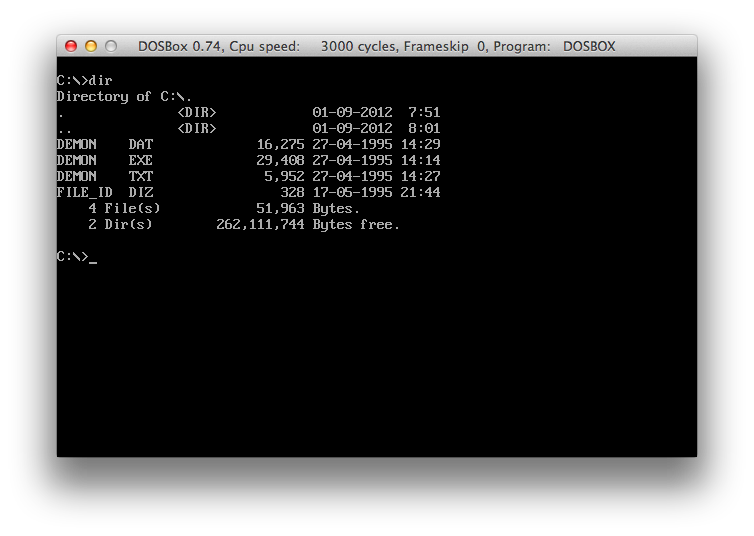 DOSBox 0.74, Cpu speed:    3000 cycles, Frameskip  0, Program:   DOSBOX
C:\>dir
Directory of C:\.
.              <DIR>            01-09-2012  7:51
..             <DIR>            01-09-2012  8:01
DEMON    DAT             16,275 27-04-1995 14:29
DEMON    EXE             29,408 27-04-1995 14:14
DEMON    TXT              5,952 27-04-1995 14:27
FILE_ID  DIZ                328 17-05-1995 21:44
    4 File(s)            51,963 Bytes.
    2 Dir(s)        262,111,744 Bytes free.
C:\>_